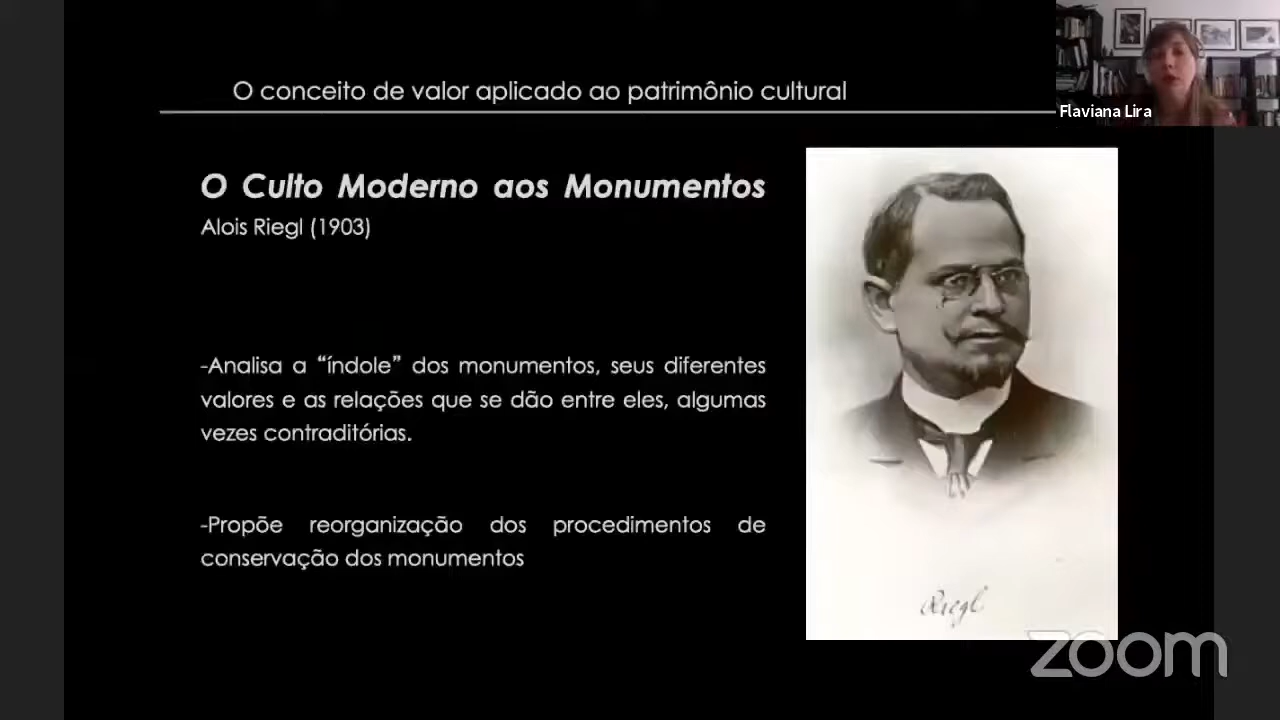 O conceito de valor aplicado ao patrimônio cultural
Flaviana Lira
O Culto Moderno aos Monumentos
Alois Riegl (1903)
-Analisa a “índole” dos monumentos, seus diferentes
valores e as relações que se dão entre eles, algumas
vezes contraditórias.
-Propõe reorganização dos procedimentos de
conservação dos monumentos
Riegl
zoom